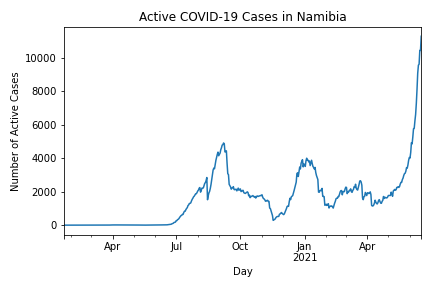 Active COVID-19 Cases in Namibia
Number of Active Cases
10000
8000
6000
4000
2000
0
Apr
Jul
Oct
Jan
2021
Apr
Day